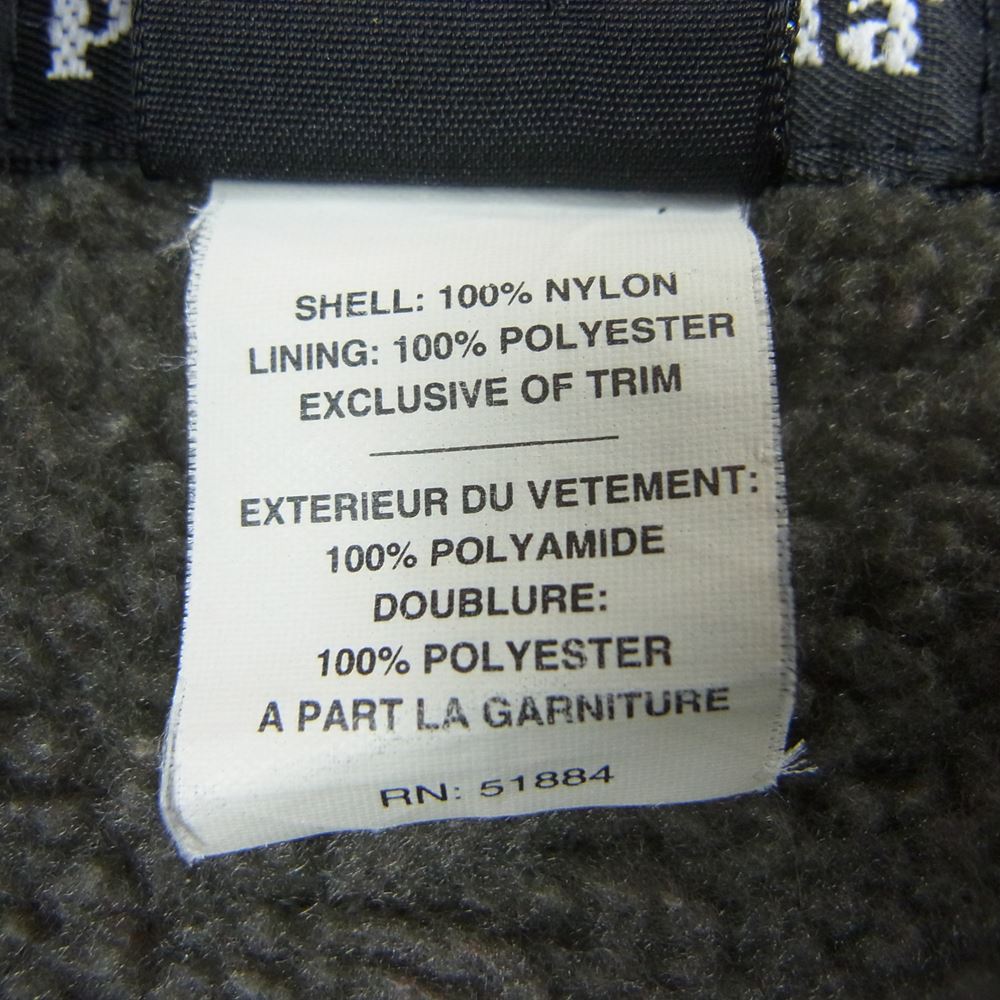 SHELL: 100% NYLON
LINING: 100% POLYESTER
EXCLUSIVE OF TRIM
EXTERIEUR DU VETEMENT:
100% POLYAMIDE
DOUBLURE:
100% POLYESTER
A PART LA GARNITURE
RN: 51884